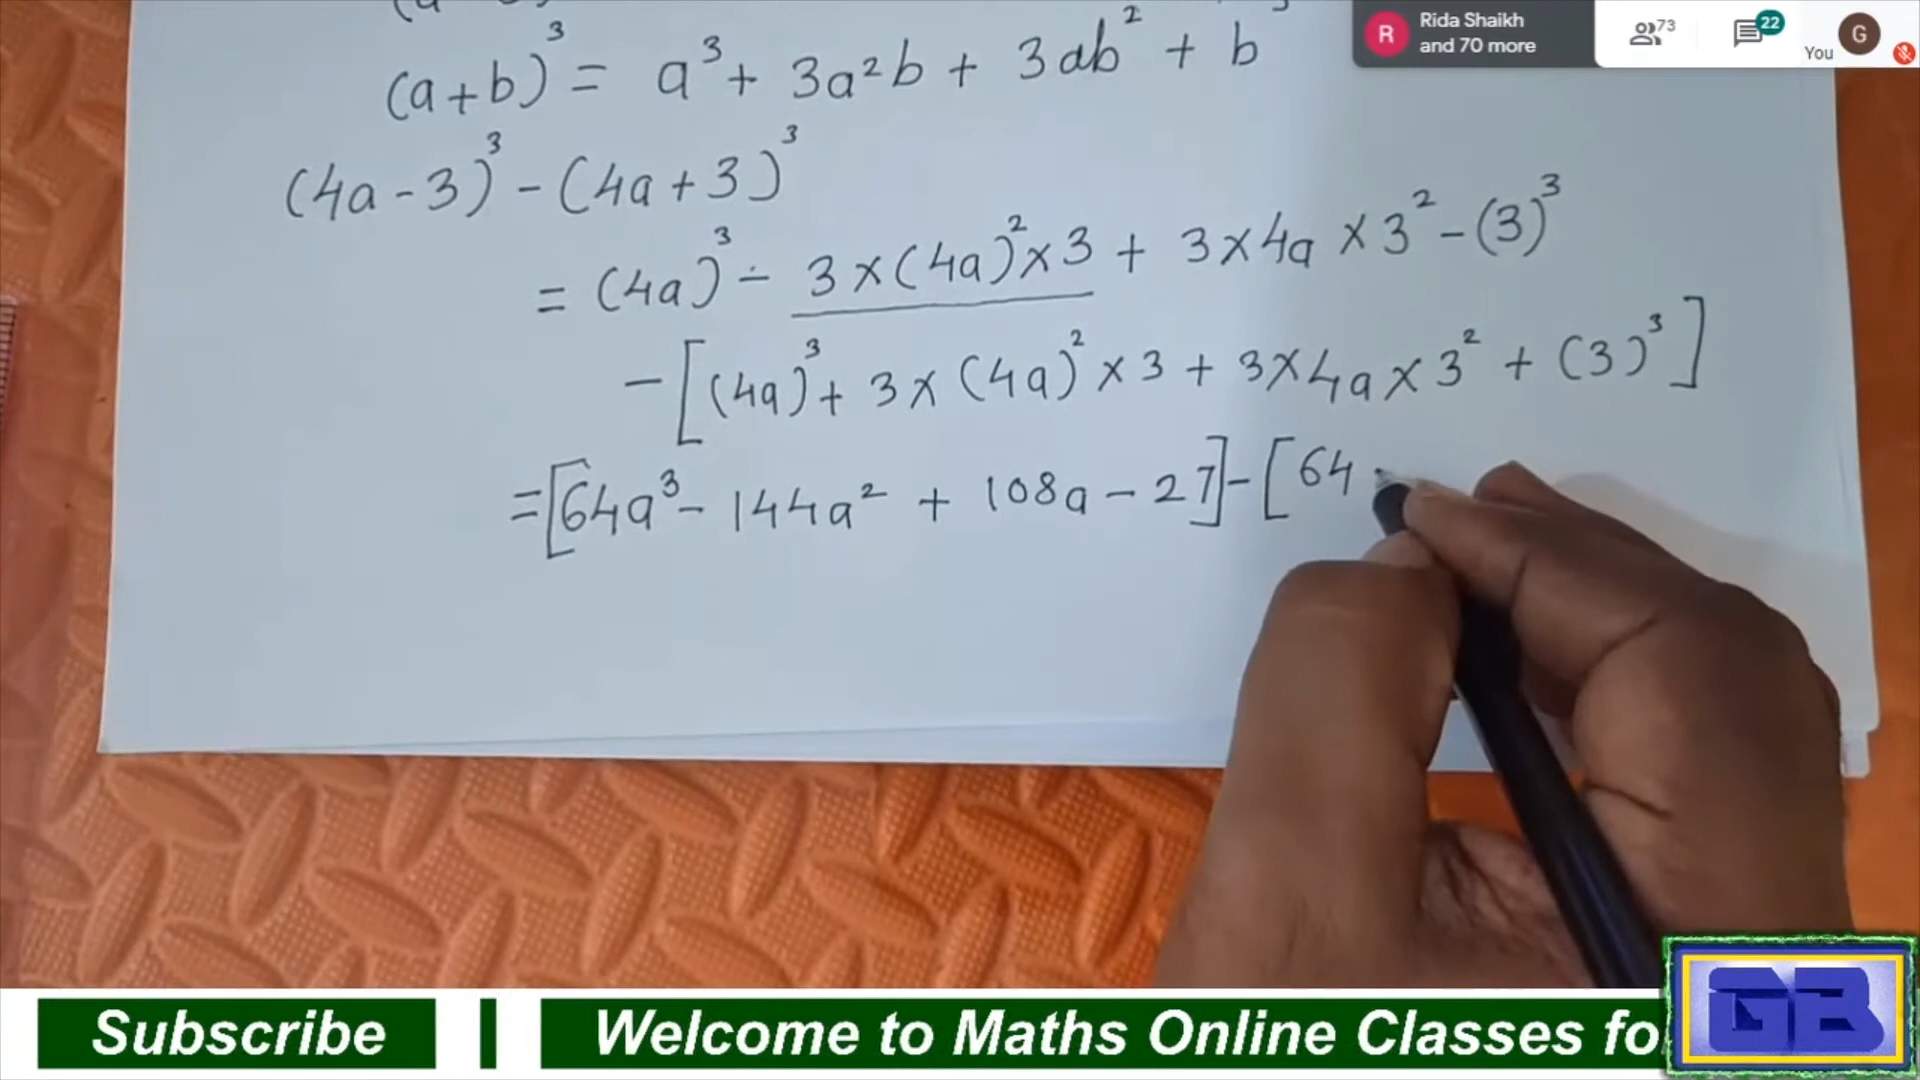 (a+b)³ = a³ + 3a²b + 3ab² + b
(4a-3)³ - (4a+3)³
= (4a)³ - 3×(4a)²×3 + 3×4a×3² - (3)³
- [(4a)³ + 3×(4a)²×3 + 3×4a×3² + (3)³]
= [64a³ - 144a² + 108a - 27] - [64
Rida Shaikh
and 70 more
R
73
22
You
G
Subscribe
Welcome to Maths Online Classes fo
GB